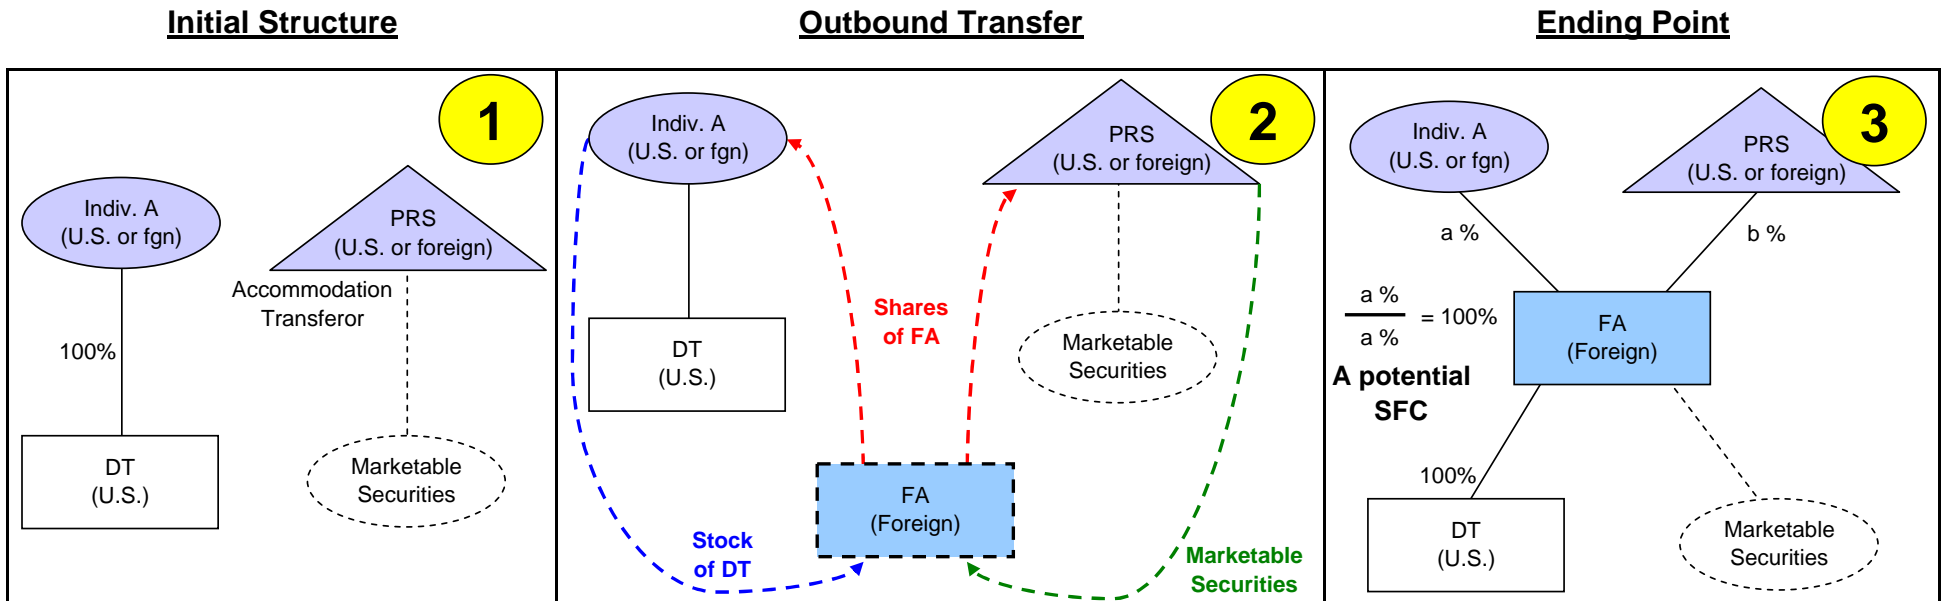 Initial Structure
Outbound Transfer
Ending Point
1
Indiv. A
(U.S. or fgn)
PRS
(U.S. or foreign)
Accommodation
Transferor
100%
DT
(U.S.)
Marketable
Securities
2
Indiv. A
(U.S. or fgn)
PRS
(U.S. or foreign)
Shares
of FA
DT
(U.S.)
Marketable
Securities
FA
(Foreign)
Stock
of DT
Marketable
Securities
3
Indiv. A
(U.S. or fgn)
PRS
(U.S. or foreign)
a %
b %
a %
= 100%
a %
FA
(Foreign)
A potential
SFC
100%
DT
(U.S.)
Marketable
Securities